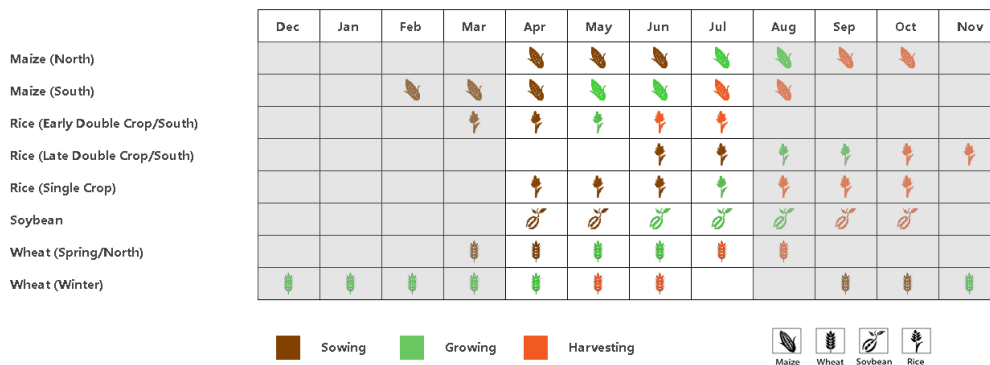 Dec Jan Feb Mar Apr May Jun Jul Aug Sep Oct Nov
Maize (North)
Maize (South)
Rice (Early Double Crop/South)
Rice (Late Double Crop/South)
Rice (Single Crop)
Soybean
Wheat (Spring/North)
Wheat (Winter)
Sowing Growing Harvesting
Maize Wheat Soybean Rice